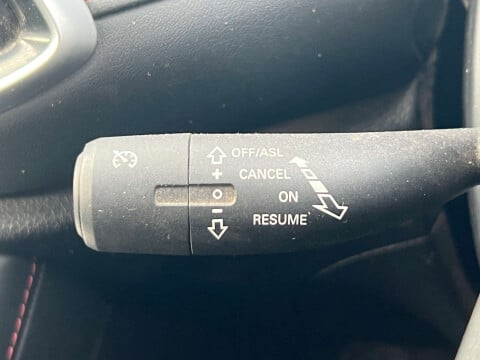 OFF/ASL
+ CANCEL
ON
− RESUME